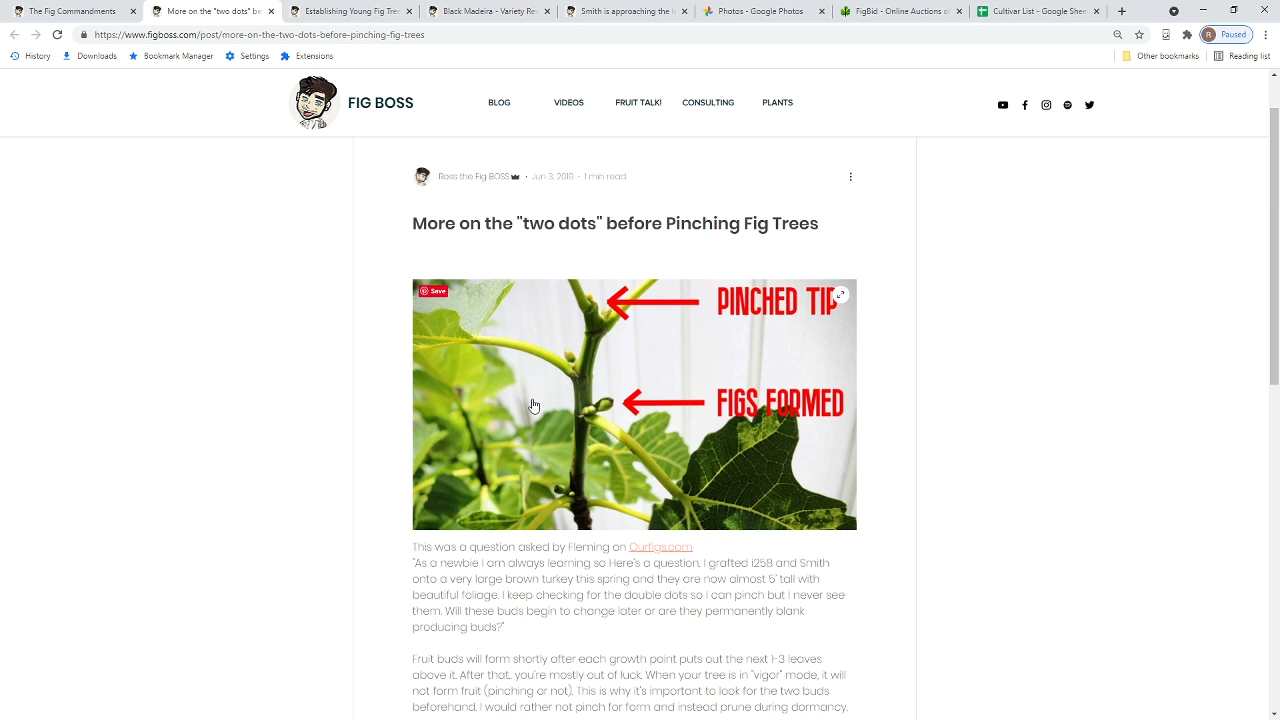 The Fig Commandments
More on the "two dots" be
Establishing Young Fig Tree
Black Madeira - Variety Rev
Smith is approaching the l
Photos - Google Photos
FigBid - Online Auctions of
Cultivar List - Google Shee
https://www.figboss.com/post/more-on-the-two-dots-before-pinching-fig-trees
R Paused
History
Downloads
Bookmark Manager
Settings
Extensions
Other bookmarks
Reading list
FIG BOSS
BLOG
VIDEOS
FRUIT TALK!
CONSULTING
PLANTS
Ross the Fig BOSS · Jun 3, 2019 · 1 min read
More on the "two dots" before Pinching Fig Trees
Save
PINCHED TIP
FIGS FORMED
This was a question asked by Fleming on Ourfigs.com
"As a newbie I am always learning so Here's a question. I grafted i258 and Smith
onto a very large brown turkey this spring and they are now almost 5' tall with
beautiful foliage. I keep checking for the double dots so I can pinch but I never see
them. Will these buds begin to change later or are they permanently blank
producing buds?"
Fruit buds will form shortly after each growth point puts out the next 1-3 leaves
above it. After that, you're mostly out of luck. When your tree is in "vigor" mode, it will
not form fruit (pinching or not). This is why it's important to look for the two buds
beforehand. I would rather not pinch for form and instead prune during dormancy.